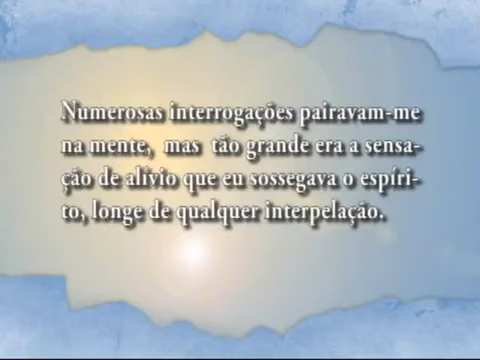 Numerosas interrogações pairavam-me
na mente, mas tão grande era a sensa-
ção de alívio que eu sossegava o espíri-
to, longe de qualquer interpelação.